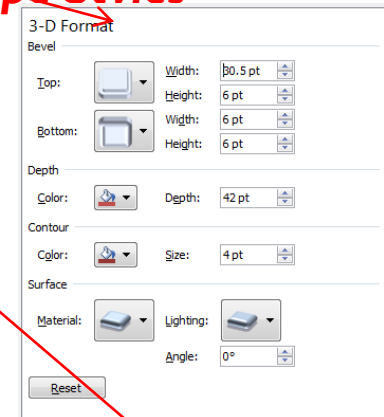 3-D Format
Bevel
Top: Width: 30.5 pt
Height: 6 pt
Bottom: Width: 6 pt
Height: 6 pt
Depth
Color: Depth: 42 pt
Contour
Color: Size: 4 pt
Surface
Material: Lighting:
Angle: 0°
Reset